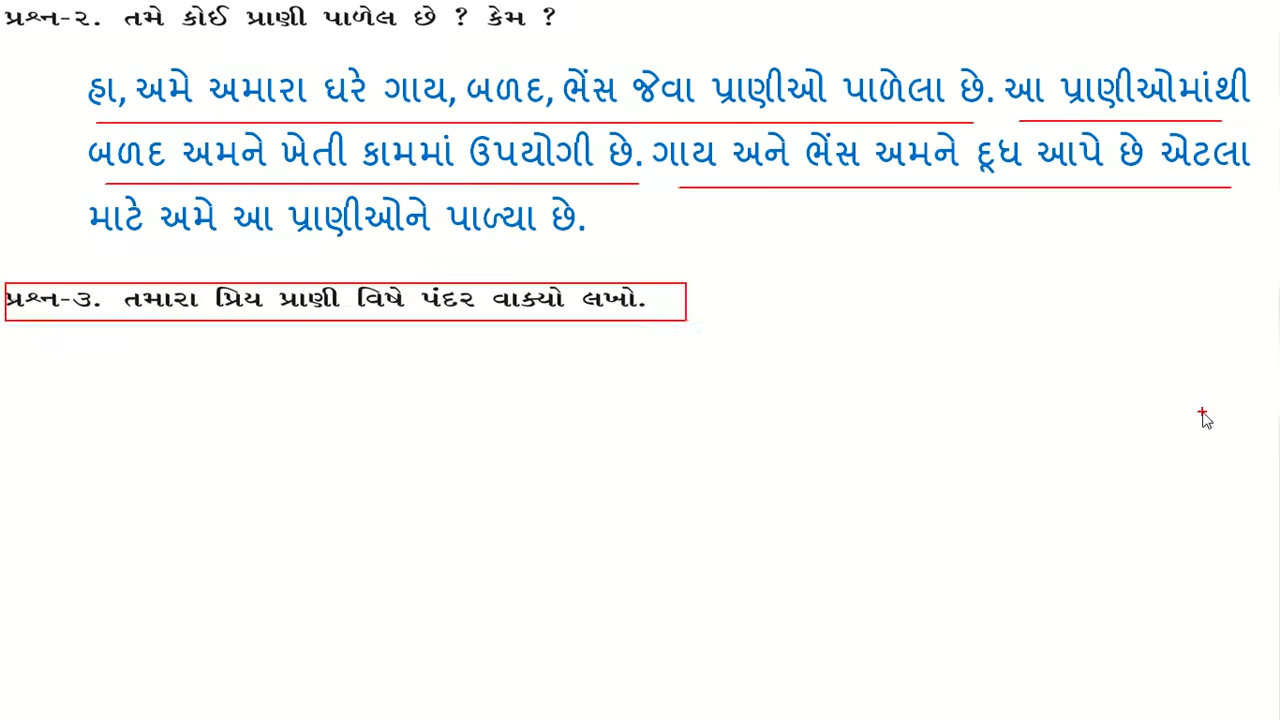 પ્રશ્ન-૨. તમે કોઈ પ્રાણી પાળેલ છે ? કેમ ?
હા, અમે અમારા ઘરે ગાય, બળદ, ભેંસ જેવા પ્રાણીઓ પાળેલા છે. આ પ્રાણીઓમાંથી
બળદ અમને ખેતી કામમાં ઉપયોગી છે. ગાય અને ભેંસ અમને દૂધ આપે છે એટલા
માટે અમે આ પ્રાણીઓને પાળ્યા છે.
પ્રશ્ન-૩. તમારા પ્રિય પ્રાણી વિષે પંદર વાક્યો લખો.